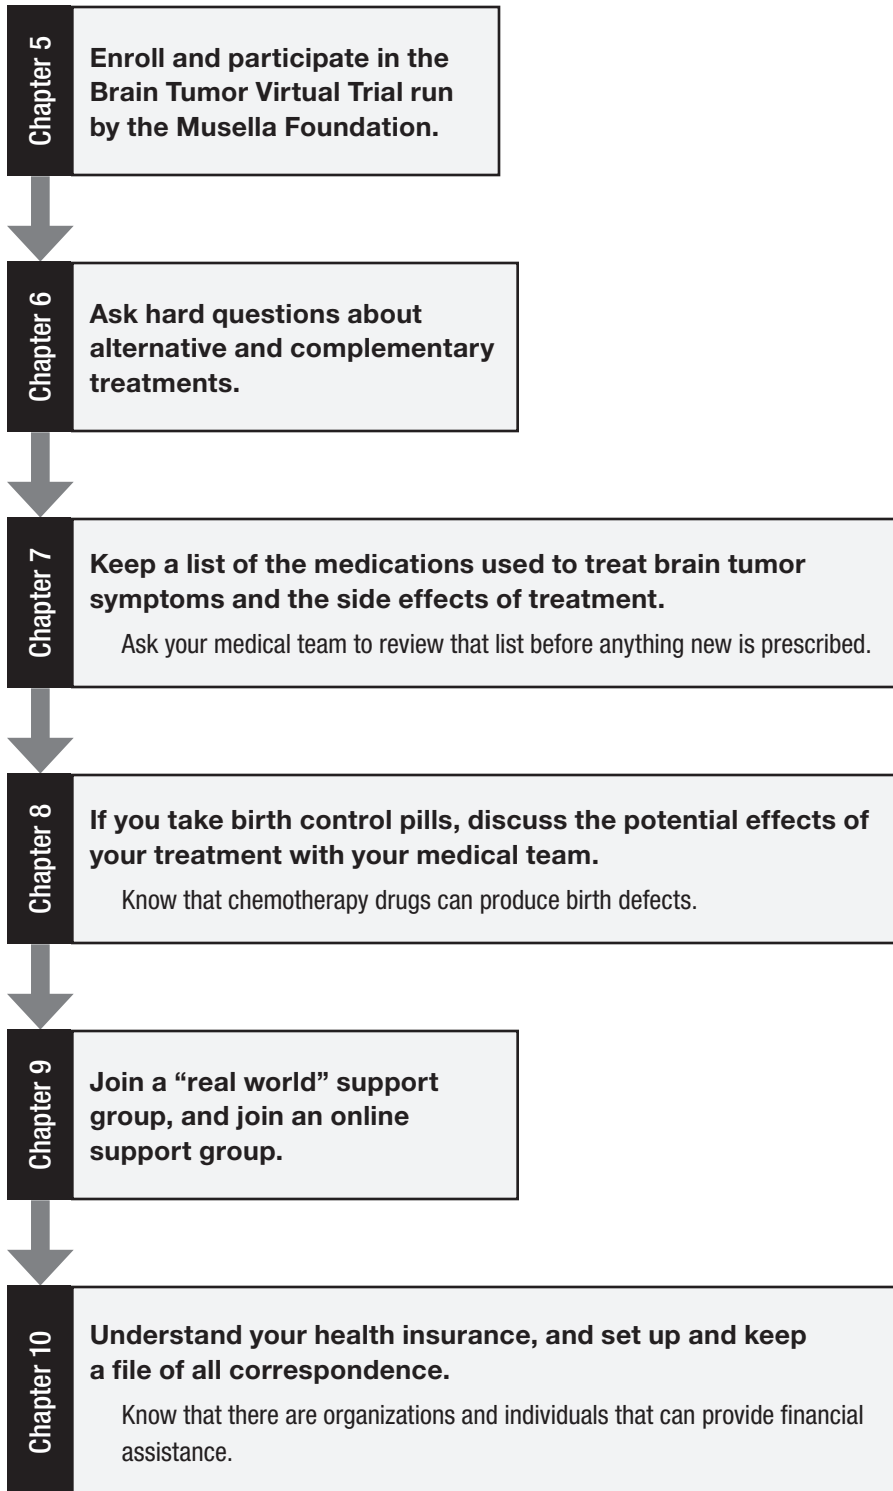 Chapter 5
Enroll and participate in the
Brain Tumor Virtual Trial run
by the Musella Foundation.
Chapter 6
Ask hard questions about
alternative and complementary
treatments.
Chapter 7
Keep a list of the medications used to treat brain tumor
symptoms and the side effects of treatment.
Ask your medical team to review that list before anything new is prescribed.
Chapter 8
If you take birth control pills, discuss the potential effects of
your treatment with your medical team.
Know that chemotherapy drugs can produce birth defects.
Chapter 9
Join a “real world” support
group, and join an online
support group.
Chapter 10
Understand your health insurance, and set up and keep
a file of all correspondence.
Know that there are organizations and individuals that can provide financial
assistance.